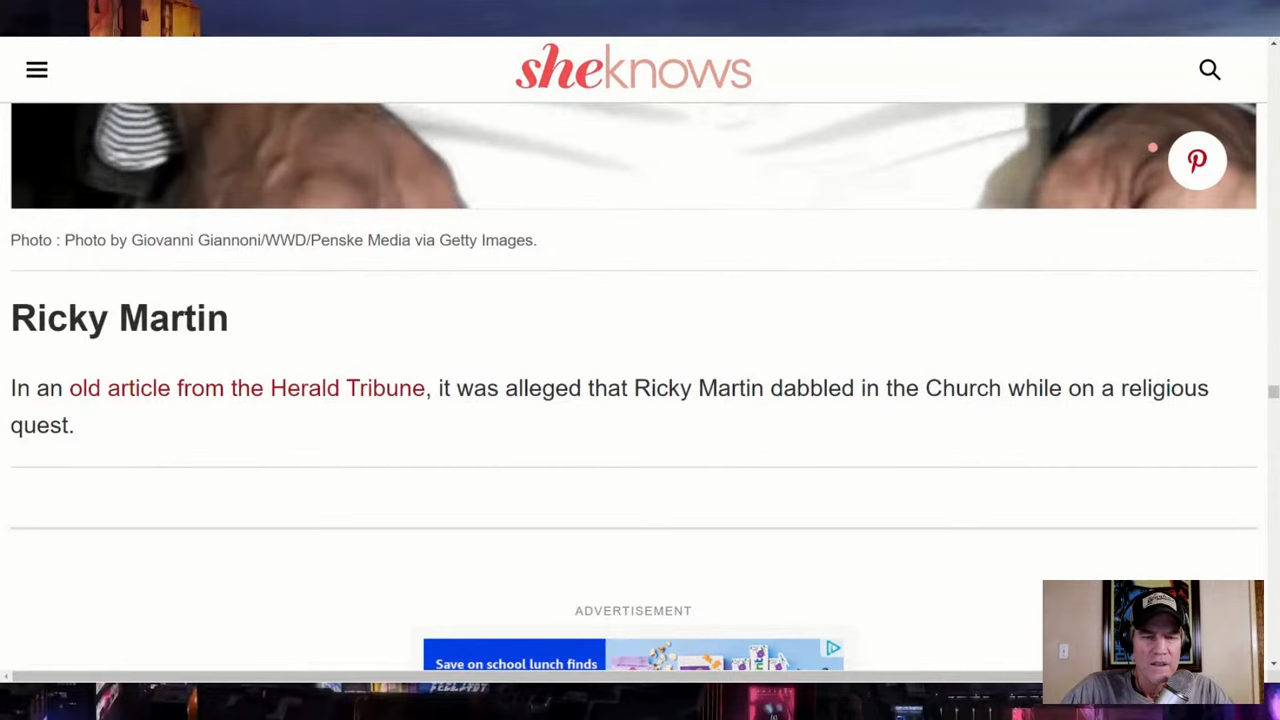 sheknows
Photo : Photo by Giovanni Giannoni/WWD/Penske Media via Getty Images.
Ricky Martin
In an old article from the Herald Tribune, it was alleged that Ricky Martin dabbled in the Church while on a religious
quest.
ADVERTISEMENT
Save on school lunch finds